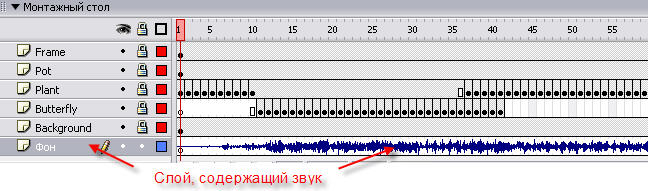 Монтажный стол
1 5 10 15 20 25 30 35 40 45 50 55
Frame
Pot
Plant
Butterfly
Background
Фон
Слой, содержащий звук